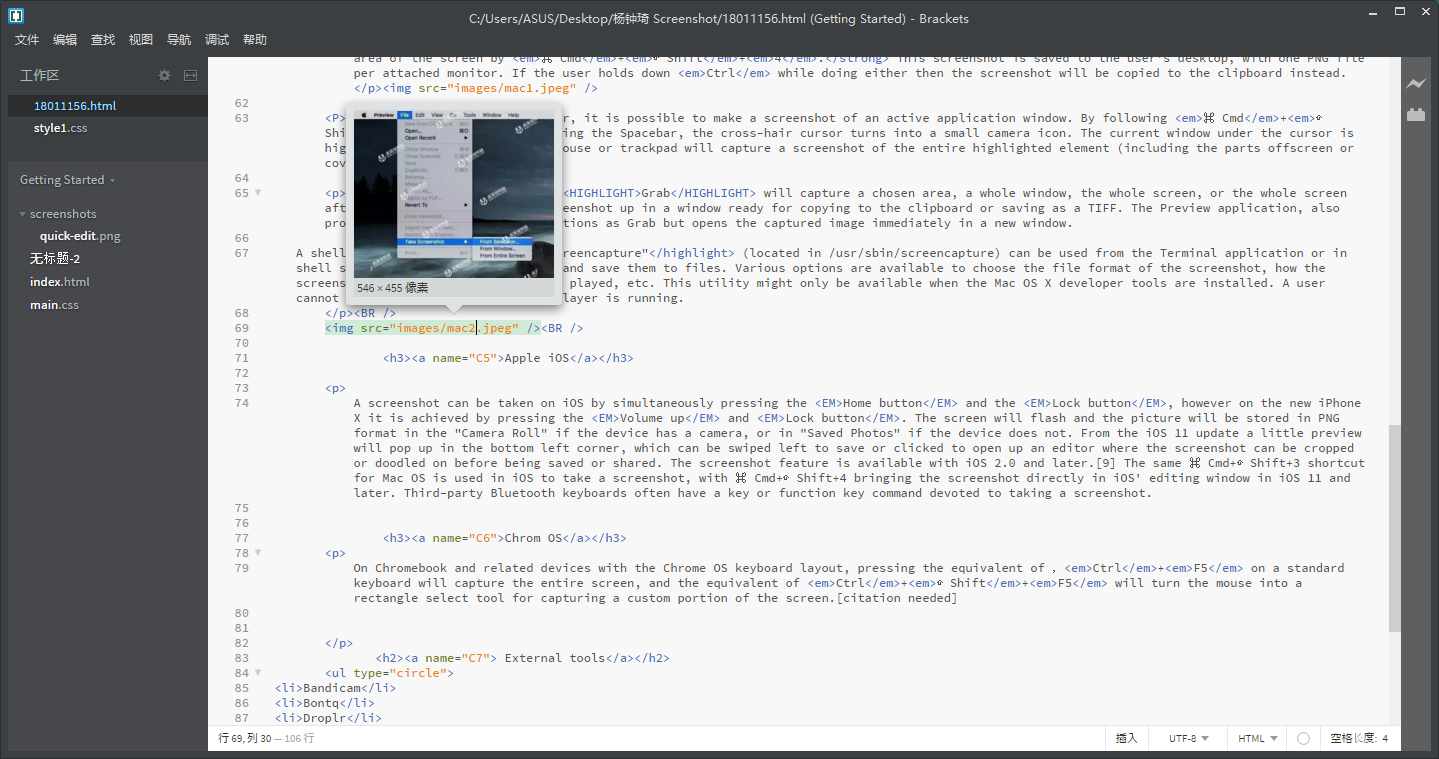 C:/Users/ASUS/Desktop/杨钟琦 Screenshot/18011156.html (Getting Started) - Brackets
文件 编辑 查找 视图 导航 调试 帮助
工作区
18011156.html
style1.css
Getting Started
screenshots
quick-edit.png
无标题-2
index.html
main.css
area of the screen by <em>⌘ Cmd</em>+<em>⇧ Shift</em>+<em>4</em>.</strong> This screenshot is saved to the user's desktop, with one PNG file
per attached monitor. If the user holds down <em>Ctrl</em> while doing either then the screenshot will be copied to the clipboard instead.
</p><img src="images/mac1.jpeg" />
62
63 <P> r, it is possible to make a screenshot of an active application window. By following <em>⌘ Cmd</em>+<em>⇧
Shi ing the Spacebar, the cross-hair cursor turns into a small camera icon. The current window under the cursor is
hig ouse or trackpad will capture a screenshot of the entire highlighted element (including the parts offscreen or
cov
64
65 <p> <HIGHLIGHT>Grab</HIGHLIGHT> will capture a chosen area, a whole window, the whole screen, or the whole screen
aft eenshot up in a window ready for copying to the clipboard or saving as a TIFF. The Preview application, also
pro tions as Grab but opens the captured image immediately in a new window.
66
67 A shell creencapture"</highlight> (located in /usr/sbin/screencapture) can be used from the Terminal application or in
shell s and save them to files. Various options are available to choose the file format of the screenshot, how the
screens played, etc. This utility might only be available when the Mac OS X developer tools are installed. A user
cannot layer is running.
68 </p><BR />
69 <img src="images/mac2.jpeg" /><BR />
70
71 <h3><a name="C5">Apple iOS</a></h3>
72
73 <p>
74 A screenshot can be taken on iOS by simultaneously pressing the <EM>Home button</EM> and the <EM>Lock button</EM>, however on the new iPhone
X it is achieved by pressing the <EM>Volume up</EM> and <EM>Lock button</EM>. The screen will flash and the picture will be stored in PNG
format in the "Camera Roll" if the device has a camera, or in "Saved Photos" if the device does not. From the iOS 11 update a little preview
will pop up in the bottom left corner, which can be swiped left to save or clicked to open up an editor where the screenshot can be cropped
or doodled on before being saved or shared. The screenshot feature is available with iOS 2.0 and later.[9] The same ⌘ Cmd+⇧ Shift+3 shortcut
for Mac OS is used in iOS to take a screenshot, with ⌘ Cmd+⇧ Shift+4 bringing the screenshot directly in iOS' editing window in iOS 11 and
later. Third-party Bluetooth keyboards often have a key or function key command devoted to taking a screenshot.
75
76
77 <h3><a name="C6">Chrom OS</a></h3>
78 <p>
79 On Chromebook and related devices with the Chrome OS keyboard layout, pressing the equivalent of , <em>Ctrl</em>+<em>F5</em> on a standard
keyboard will capture the entire screen, and the equivalent of <em>Ctrl</em>+<em>⇧ Shift</em>+<em>F5</em> will turn the mouse into a
rectangle select tool for capturing a custom portion of the screen.[citation needed]
80
81
82 </p>
83 <h2><a name="C7"> External tools</a></h2>
84 <ul type="circle">
85 <li>Bandicam</li>
86 <li>Bontq</li>
87 <li>Droplr</li>
Preview File Edit View Go Tools Window Help
Open...
Open Recent
Revert To
Take Screenshot
From Selection...
From Window...
From Entire Screen
546 × 455 像素
行 69, 列 30 — 106 行
插入 UTF-8 HTML 空格长度: 4